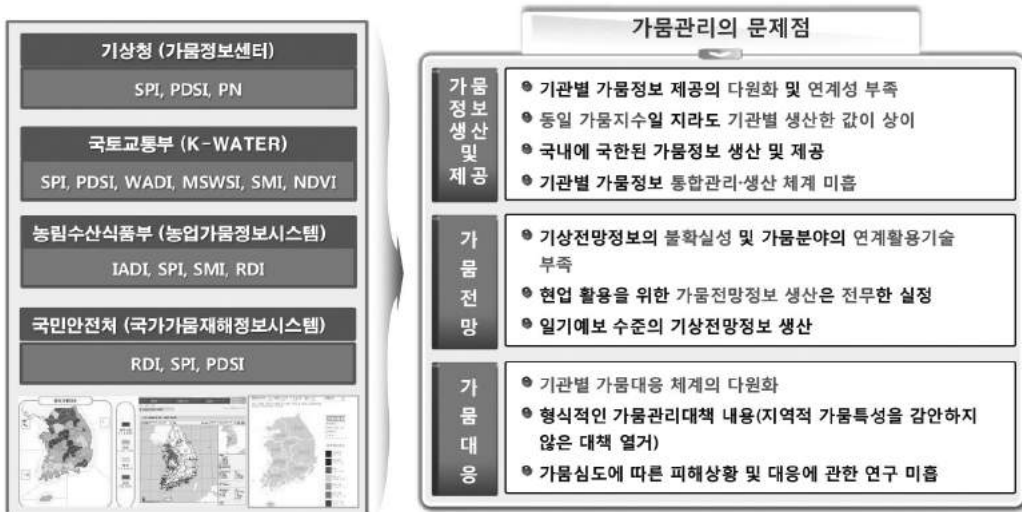 기상청 (가뭄정보센터)
SPI, PDSI, PN
국토교통부 (K-WATER)
SPI, PDSI, WADI, MSWSI, SMI, NDVI
농림수산식품부 (농업가뭄정보시스템)
IADI, SPI, SMI, RDI
국민안전처 (국가가뭄재해정보시스템)
RDI, SPI, PDSI
가뭄관리의 문제점
가뭄
정보
생산
및
제공
기관별 가뭄정보 제공의 다원화 및 연계성 부족
동일 가뭄지수일 지라도 기관별 생산한 값이 상이
국내에 국한된 가뭄정보 생산 및 제공
기관별 가뭄정보 통합관리·생산 체계 미흡
가
뭄
전
망
기상전망정보의 불확실성 및 가뭄분야의 연계활용기술
부족
현업 활용을 위한 가뭄전망정보 생산은 전무한 실정
일기예보 수준의 기상전망정보 생산
가
뭄
대
응
기관별 가뭄대응 체계의 다원화
형식적인 가뭄관리대책 내용(지역적 가뭄특성을 감안하지
않은 대책 열거)
가뭄심도에 따른 피해상황 및 대응에 관한 연구 미흡